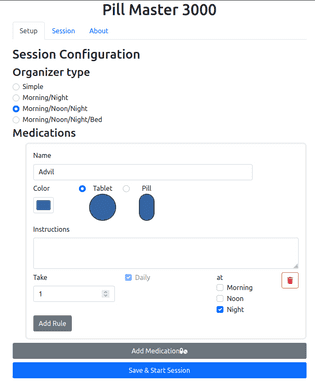 Pill Master 3000
Setup Session About
Session Configuration
Organizer type
Simple
Morning/Night
Morning/Noon/Night
Morning/Noon/Night/Bed
Medications
Name
Advil
Color Tablet Pill
Instructions
Take Daily at
1
Morning
Noon
Night
Add Rule
Add Medication
Save & Start Session